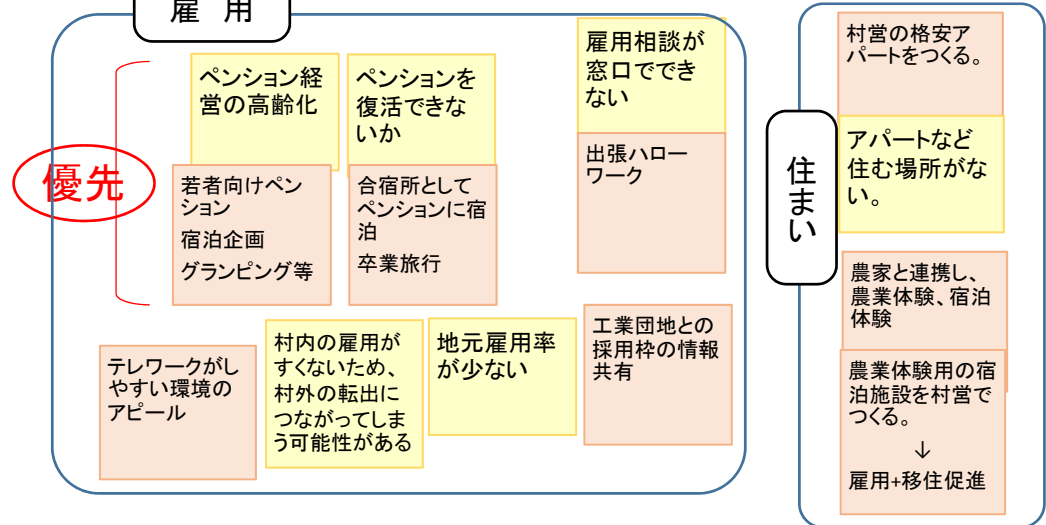 雇 用
優先
ペンション経
営の高齢化
ペンションを
復活できな
いか
雇用相談が
窓口ででき
ない
若者向けペン
ション
宿泊企画
グランピング等
合宿所として
ペンションに宿
泊
卒業旅行
出張ハロー
ワーク
テレワークがし
やすい環境の
アピール
村内の雇用が
すくないため、
村外の転出に
つながってしま
う可能性がある
地元雇用率
が少ない
工業団地との
採用枠の情報
共有
住まい
村営の格安ア
パートをつくる。
アパートなど
住む場所がな
い。
農家と連携し、
農業体験、宿泊
体験
農業体験用の宿
泊施設を村営で
つくる。
↓
雇用+移住促進